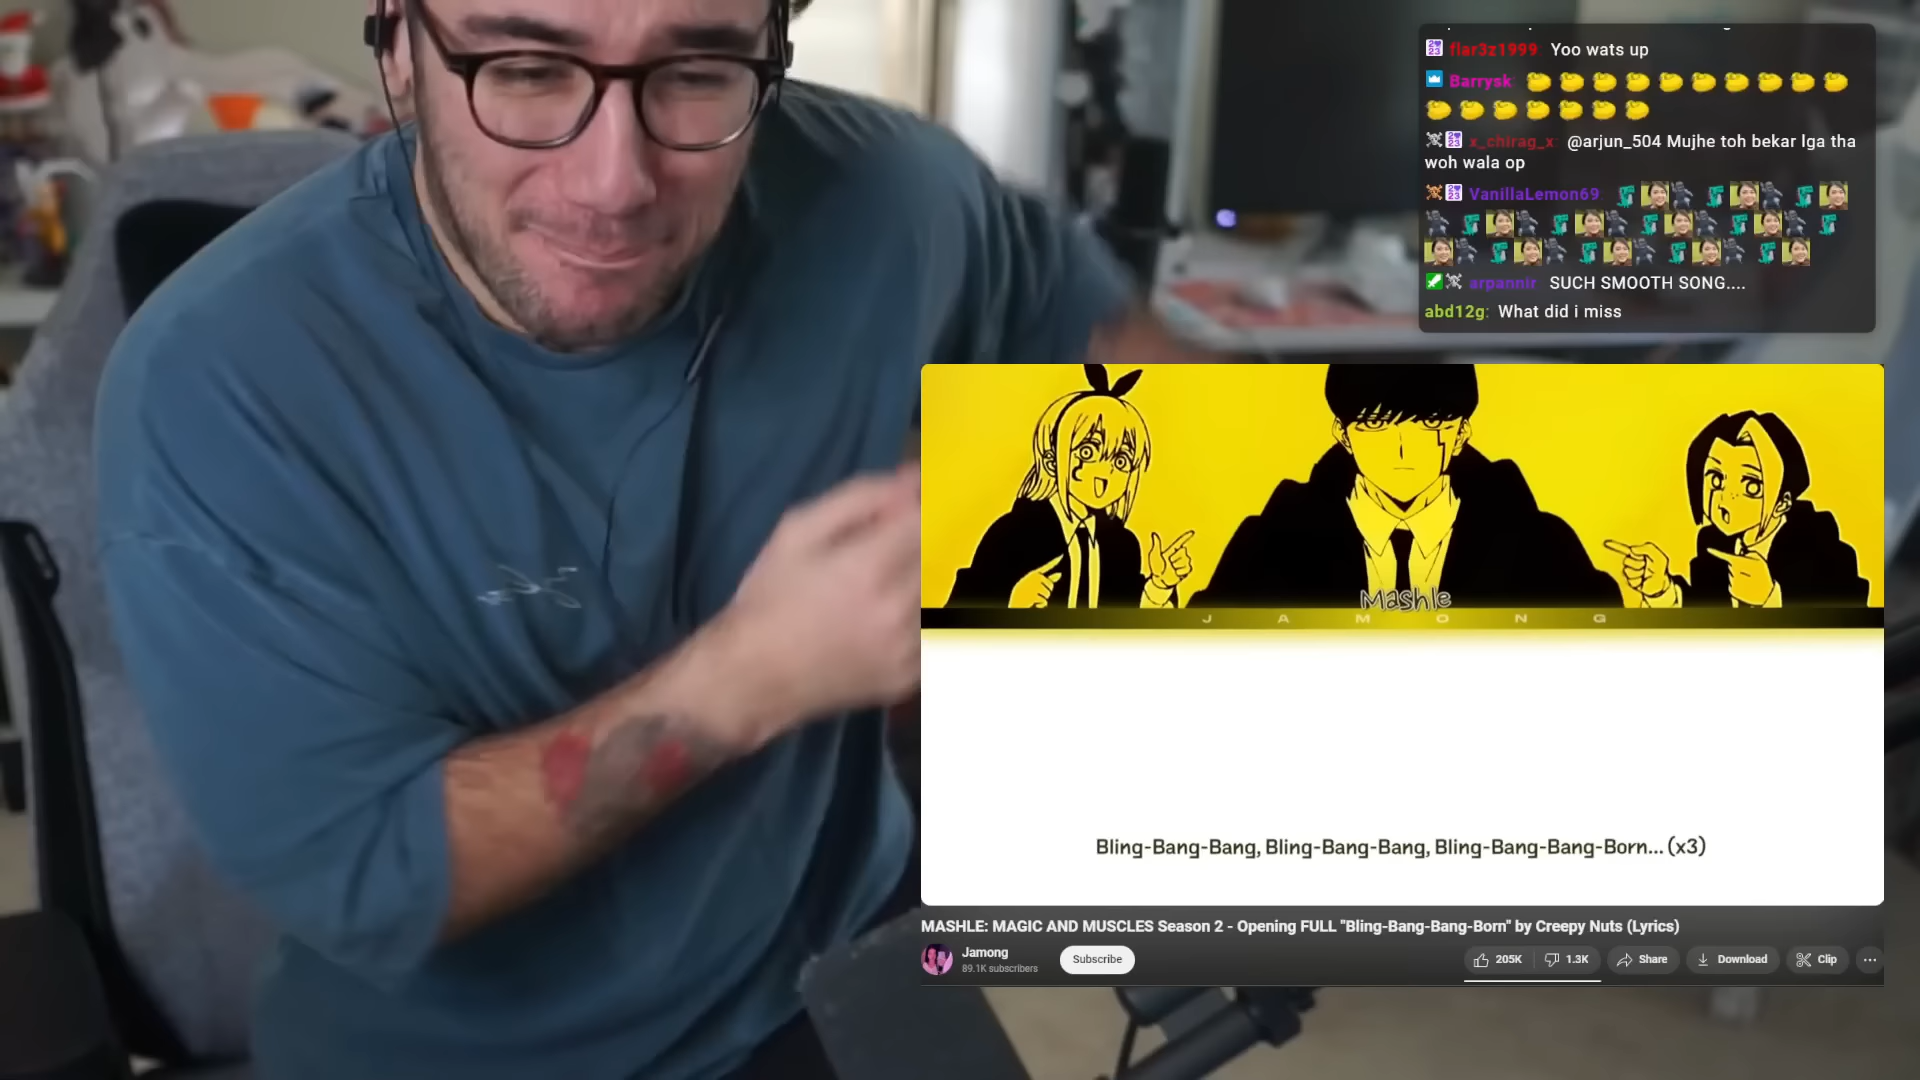 flar3z1999: Yoo wats up
Barrysk:
x_chirag_x: @arjun_504 Mujhe toh bekar lga tha
woh wala op
VanillaLemon69:
arpannir SUCH SMOOTH SONG....
abd12g: What did i miss
Mashle
J A M O N G
Bling-Bang-Bang, Bling-Bang-Bang, Bling-Bang-Bang-Born... (x3)
MASHLE: MAGIC AND MUSCLES Season 2 - Opening FULL "Bling-Bang-Bang-Born" by Creepy Nuts (Lyrics)
Jamong
89.1K subscribers
Subscribe
205K
1.3K
Share
Download
Clip